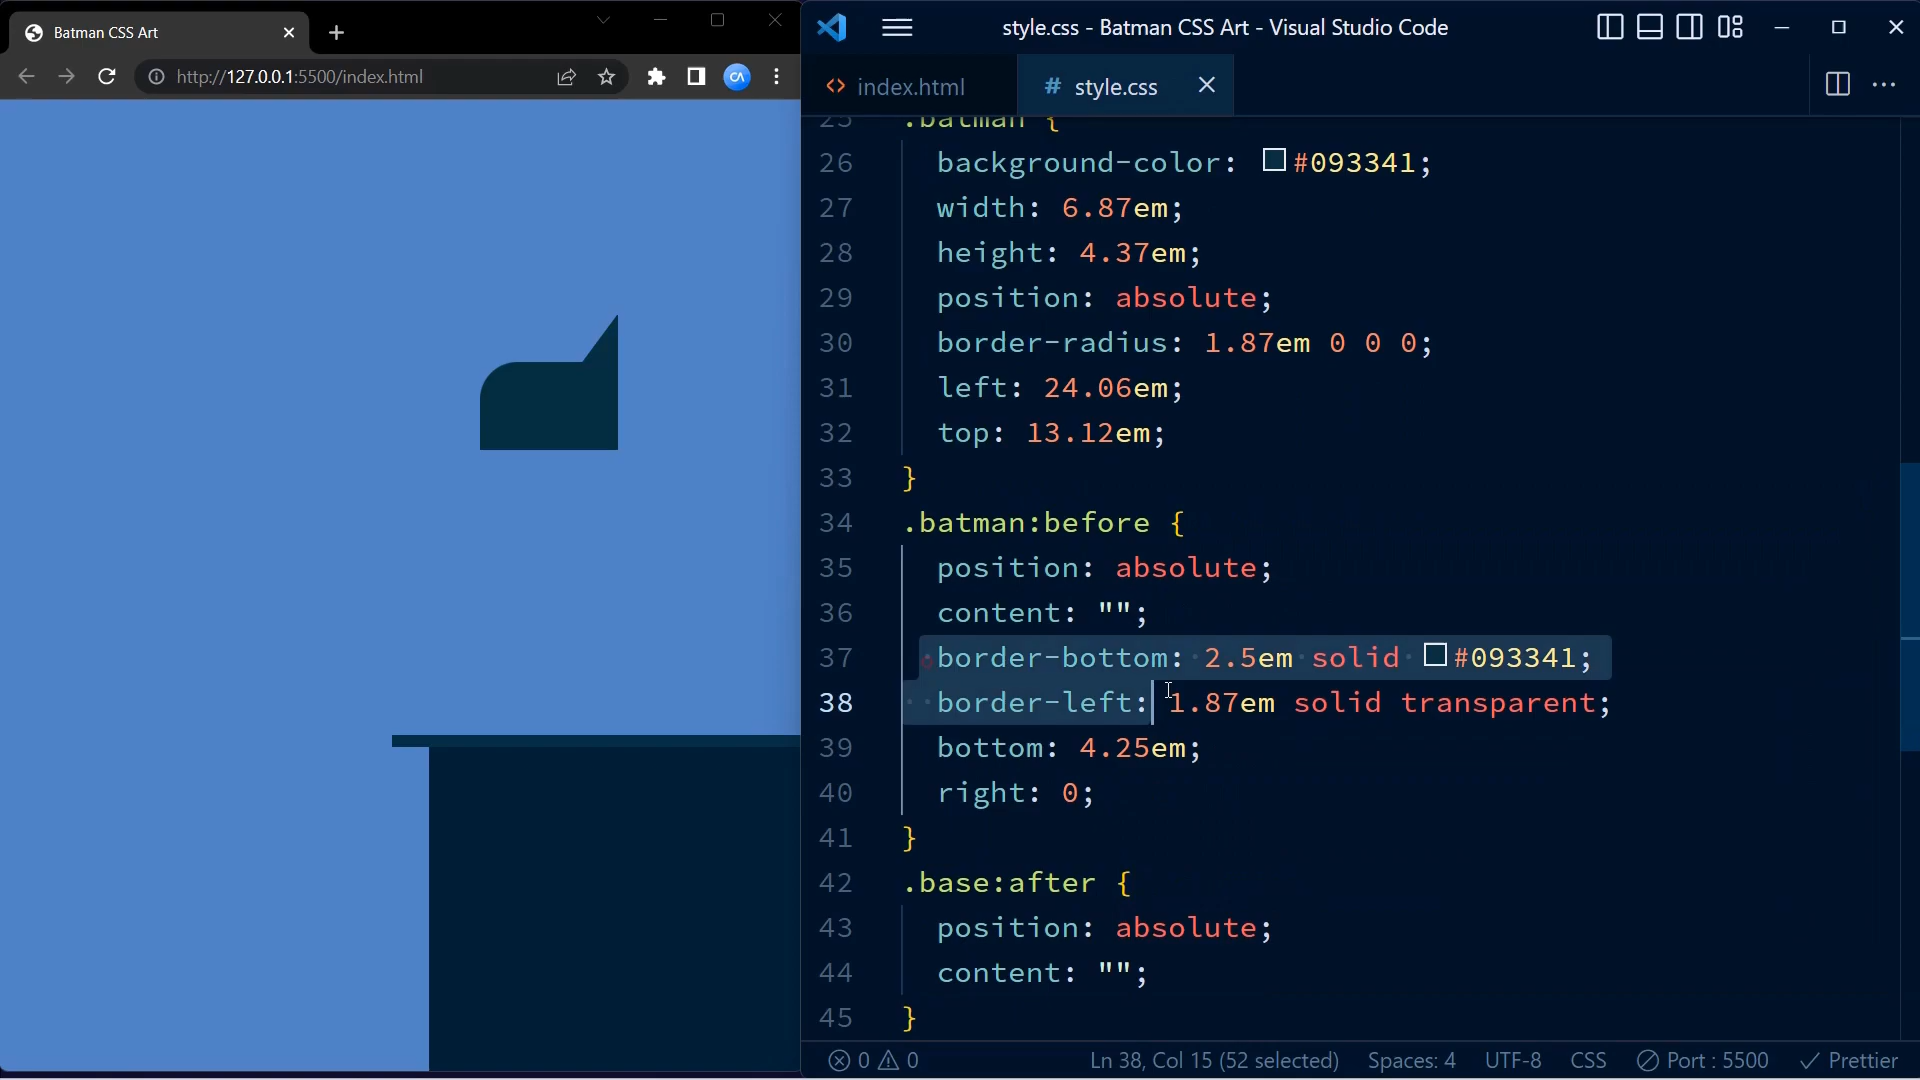 Batman CSS Art
http://127.0.0.1:5500/index.html
style.css - Batman CSS Art - Visual Studio Code
<> index.html
# style.css
25 .batman {
26 background-color: #093341;
27 width: 6.87em;
28 height: 4.37em;
29 position: absolute;
30 border-radius: 1.87em 0 0 0;
31 left: 24.06em;
32 top: 13.12em;
33 }
34 .batman:before {
35 position: absolute;
36 content: "";
37 border-bottom: 2.5em solid #093341;
38 border-left: 1.87em solid transparent;
39 bottom: 4.25em;
40 right: 0;
41 }
42 .base:after {
43 position: absolute;
44 content: "";
45 }
0 0 Ln 38, Col 15 (52 selected) Spaces: 4 UTF-8 CSS Port : 5500 Prettier